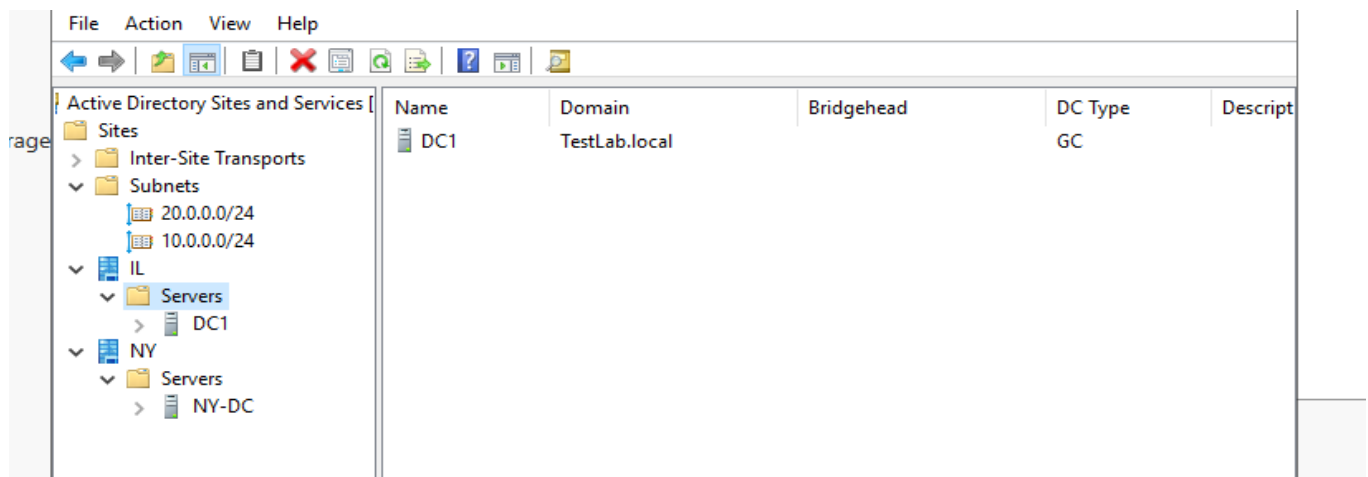 File Action View Help
Active Directory Sites and Services [
Sites
Inter-Site Transports
Subnets
20.0.0.0/24
10.0.0.0/24
IL
Servers
DC1
NY
Servers
NY-DC
Name Domain Bridgehead DC Type Descript
DC1 TestLab.local GC
rage